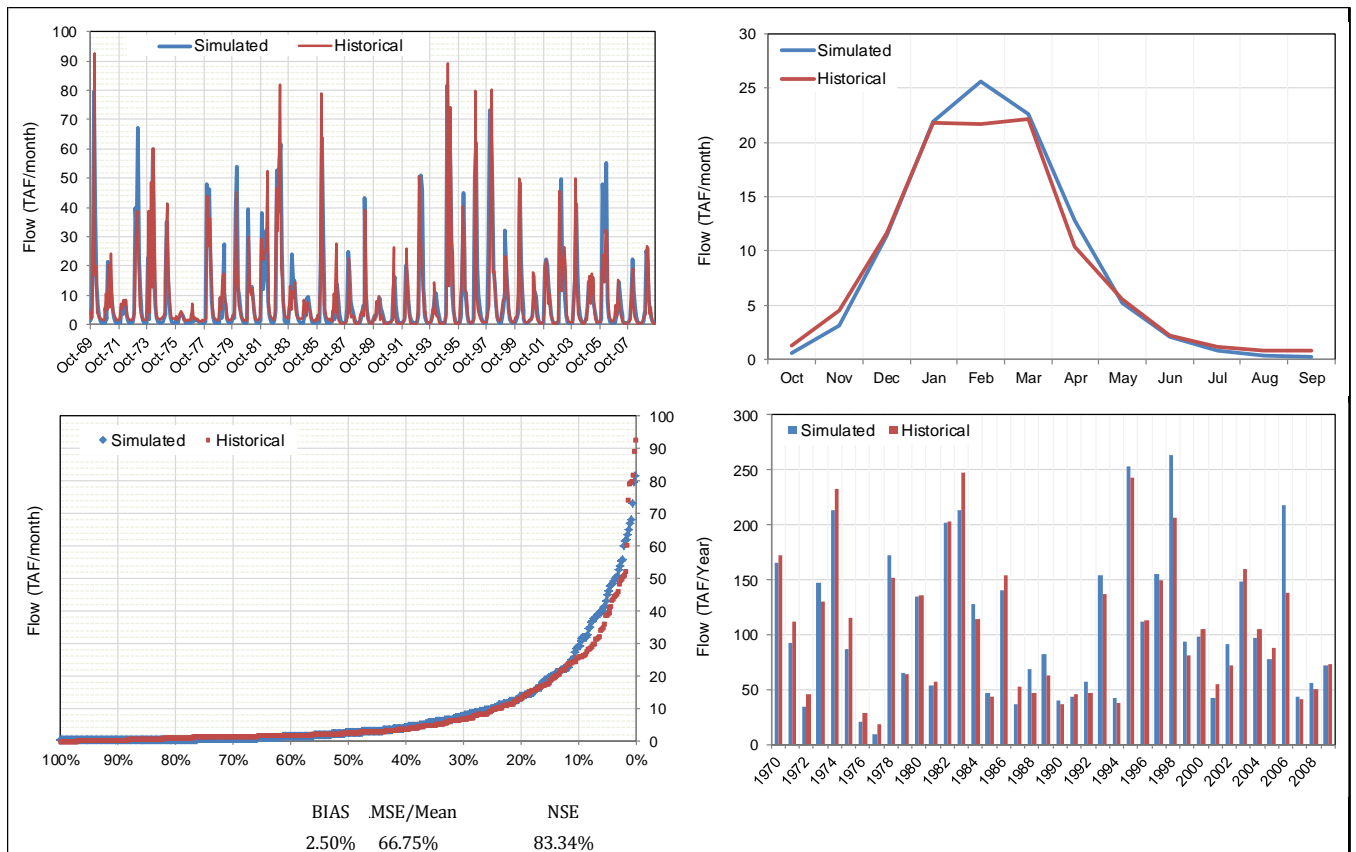 Simulated Historical
Flow (TAF/month)
100
90
80
70
60
50
40
30
20
10
0
Oct-69 Oct-71 Oct-73 Oct-75 Oct-77 Oct-79 Oct-81 Oct-83 Oct-85 Oct-87 Oct-89 Oct-91 Oct-93 Oct-95 Oct-97 Oct-99 Oct-01 Oct-03 Oct-05 Oct-07
Simulated
Historical
Flow (TAF/month)
30
25
20
15
10
5
0
Oct Nov Dec Jan Feb Mar Apr May Jun Jul Aug Sep
Simulated Historical
Flow (TAF/month)
100
90
80
70
60
50
40
30
20
10
0
100% 90% 80% 70% 60% 50% 40% 30% 20% 10% 0%
Simulated Historical
Flow (TAF/Year)
300
250
200
150
100
50
0
1970 1972 1974 1976 1978 1980 1982 1984 1986 1988 1990 1992 1994 1996 1998 2000 2002 2004 2006 2008
BIAS MSE/Mean NSE
2.50% 66.75% 83.34%